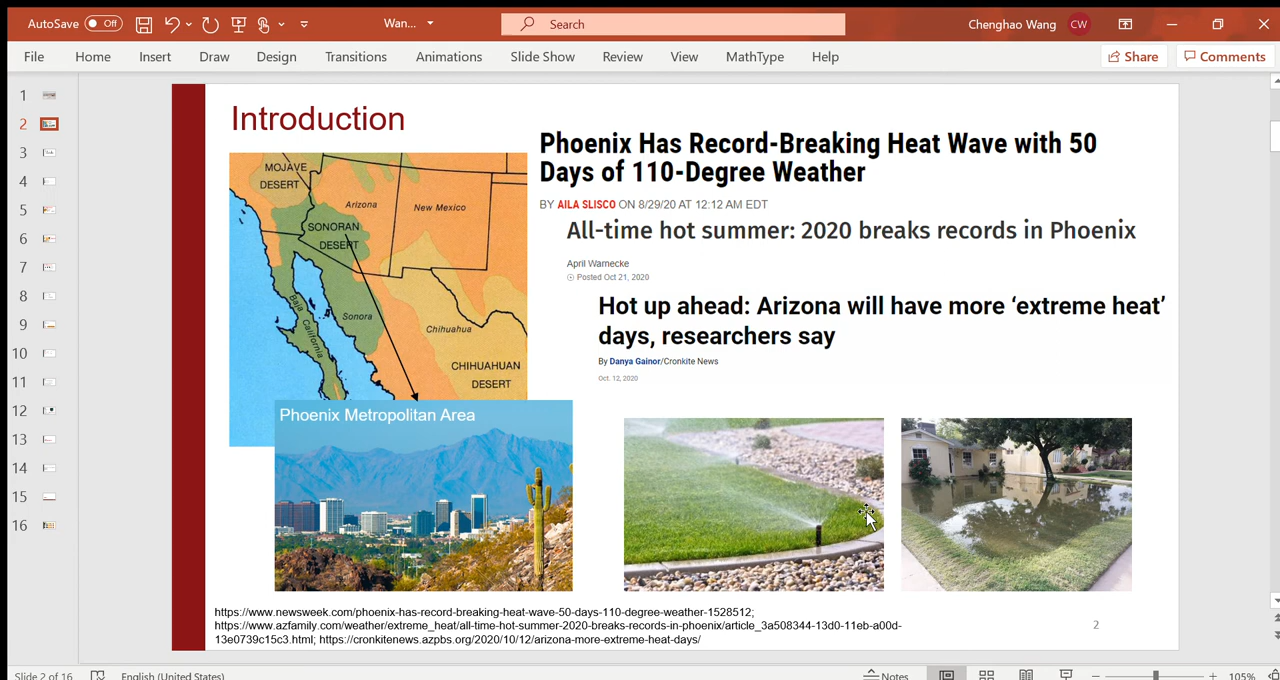 AutoSave Off Wan... Search Chenghao Wang CW
File Home Insert Draw Design Transitions Animations Slide Show Review View MathType Help Share Comments
1
2
3
4
5
6
7
8
9
10
11
12
13
14
15
16
Introduction
MOJAVE
DESERT
Arizona
New Mexico
SONORAN
DESERT
Baja California
Sonora
Chihuahua
CHIHUAHUAN
DESERT
Phoenix Has Record-Breaking Heat Wave with 50
Days of 110-Degree Weather
BY AILA SLISCO ON 8/29/20 AT 12:12 AM EDT
All-time hot summer: 2020 breaks records in Phoenix
April Warnecke
Posted Oct 21, 2020
Hot up ahead: Arizona will have more ‘extreme heat’
days, researchers say
By Danya Gainor/Cronkite News
Oct. 12, 2020
Phoenix Metropolitan Area
https://www.newsweek.com/phoenix-has-record-breaking-heat-wave-50-days-110-degree-weather-1528512;
https://www.azfamily.com/weather/extreme_heat/all-time-hot-summer-2020-breaks-records-in-phoenix/article_3a508344-13d0-11eb-a00d-
13e0739c15c3.html; https://cronkitenews.azpbs.org/2020/10/12/arizona-more-extreme-heat-days/
2
Slide 2 of 16 English (United States) Notes 105%